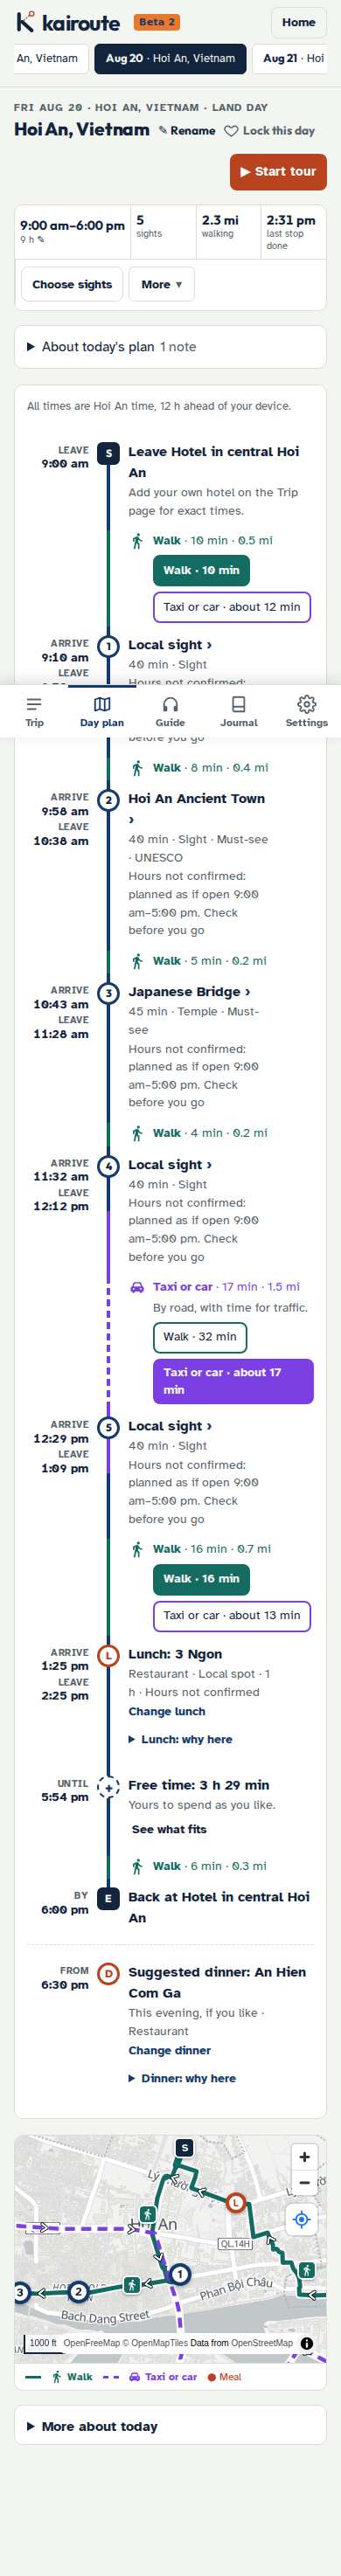 kairoute Beta 2 Home
An, Vietnam Aug 20 · Hoi An, Vietnam Aug 21 · Hoi
FRI AUG 20 · HOI AN, VIETNAM · LAND DAY
Hoi An, Vietnam ✎ Rename Lock this day
▶ Start tour
9:00 am–6:00 pm
9 h ✎
5
sights
2.3 mi
walking
2:31 pm
last stop
done
Choose sights More ▾
▶ About today's plan 1 note
All times are Hoi An time, 12 h ahead of your device.
LEAVE
9:00 am
S
Leave Hotel in central Hoi
An
Add your own hotel on the Trip
page for exact times.
Walk · 10 min · 0.5 mi
Walk · 10 min
Taxi or car · about 12 min
ARRIVE
9:10 am
LEAVE
1
Local sight ›
40 min · Sight
Hours not confirmed:
Trip Day plan Guide Journal Settings
before you go
Walk · 8 min · 0.4 mi
ARRIVE
9:58 am
LEAVE
10:38 am
2
Hoi An Ancient Town
›
40 min · Sight · Must-see
· UNESCO
Hours not confirmed:
planned as if open 9:00
am–5:00 pm. Check
before you go
Walk · 5 min · 0.2 mi
ARRIVE
10:43 am
LEAVE
11:28 am
3
Japanese Bridge ›
45 min · Temple · Must-
see
Hours not confirmed:
planned as if open 9:00
am–5:00 pm. Check
before you go
Walk · 4 min · 0.2 mi
ARRIVE
11:32 am
LEAVE
12:12 pm
4
Local sight ›
40 min · Sight
Hours not confirmed:
planned as if open 9:00
am–5:00 pm. Check
before you go
Taxi or car · 17 min · 1.5 mi
By road, with time for traffic.
Walk · 32 min
Taxi or car · about 17
min
ARRIVE
12:29 pm
LEAVE
1:09 pm
5
Local sight ›
40 min · Sight
Hours not confirmed:
planned as if open 9:00
am–5:00 pm. Check
before you go
Walk · 16 min · 0.7 mi
Walk · 16 min
Taxi or car · about 13 min
ARRIVE
1:25 pm
LEAVE
2:25 pm
L
Lunch: 3 Ngon
Restaurant · Local spot · 1
h · Hours not confirmed
Change lunch
▶ Lunch: why here
UNTIL
5:54 pm
+
Free time: 3 h 29 min
Yours to spend as you like.
See what fits
Walk · 6 min · 0.3 mi
BY
6:00 pm
E
Back at Hotel in central Hoi
An
FROM
6:30 pm
D
Suggested dinner: An Hien
Com Ga
This evening, if you like ·
Restaurant
Change dinner
▶ Dinner: why here
S
+
L
−
An
QL14H
1
2
3
Phan Bội Châu
Bach Dang Street
1000 ft OpenFreeMap © OpenMapTiles Data from OpenStreetMap
Walk Taxi or car Meal
▶ More about today